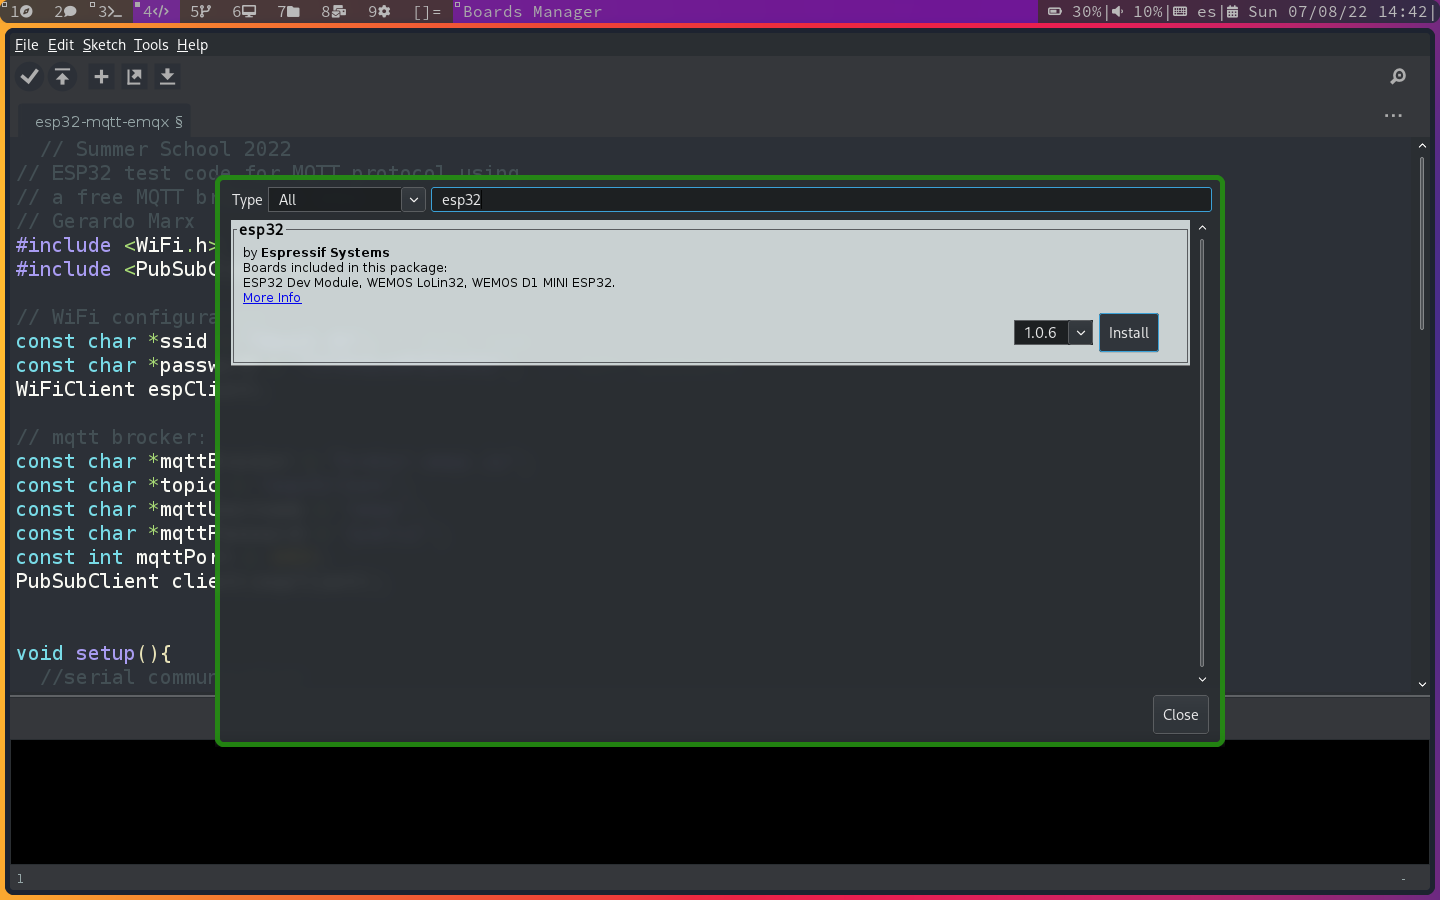 1 2 3 4 5 6 7 8 9 []= Boards Manager 30%| 10%| es| Sun 07/08/22 14:42|
File Edit Sketch Tools Help
esp32-mqtt-emqx §
// Summer School 2022
// ESP32 test code for MQTT protocol using
// a free MQTT br
// Gerardo Marx
#include <WiFi.h>
#include <PubSubC
// WiFi configura
const char *ssid
const char *passw
WiFiClient espCli
// mqtt brocker:
const char *mqttB
const char *topic
const char *mqttU
const char *mqttP
const int mqttPor
PubSubClient clie
void setup(){
//serial commun
Type All esp32
esp32
by Espressif Systems
Boards included in this package:
ESP32 Dev Module, WEMOS LoLin32, WEMOS D1 MINI ESP32.
More Info
1.0.6 Install
Close
1 -